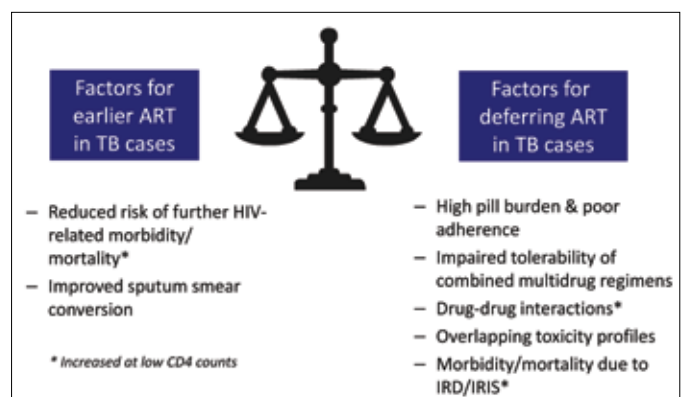 Factors for
earlier ART
in TB cases
– Reduced risk of further HIV-
related morbidity/
mortality*
– Improved sputum smear
conversion
* Increased at low CD4 counts
Factors for
deferring ART
in TB cases
– High pill burden & poor
adherence
– Impaired tolerability of
combined multidrug regimens
– Drug-drug interactions*
– Overlapping toxicity profiles
– Morbidity/mortality due to
IRD/IRIS*